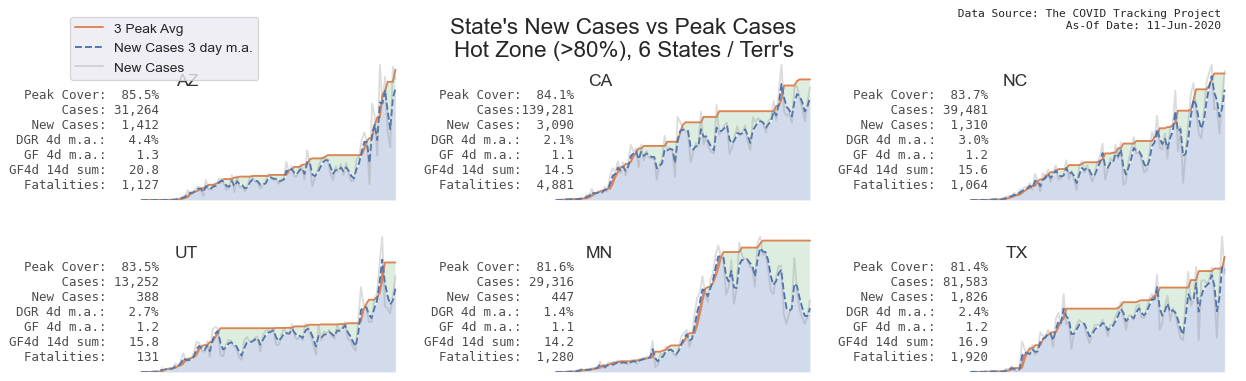 3 Peak Avg
New Cases 3 day m.a.
New Cases
State's New Cases vs Peak Cases
Hot Zone (>80%), 6 States / Terr's
Data Source: The COVID Tracking Project
As-Of Date: 11-Jun-2020
AZ
Peak Cover: 85.5%
Cases: 31,264
New Cases: 1,412
DGR 4d m.a.: 4.4%
GF 4d m.a.: 1.3
GF4d 14d sum: 20.8
Fatalities: 1,127
CA
Peak Cover: 84.1%
Cases:139,281
New Cases: 3,090
DGR 4d m.a.: 2.1%
GF 4d m.a.: 1.1
GF4d 14d sum: 14.5
Fatalities: 4,881
NC
Peak Cover: 83.7%
Cases: 39,481
New Cases: 1,310
DGR 4d m.a.: 3.0%
GF 4d m.a.: 1.2
GF4d 14d sum: 15.6
Fatalities: 1,064
UT
Peak Cover: 83.5%
Cases: 13,252
New Cases: 388
DGR 4d m.a.: 2.7%
GF 4d m.a.: 1.2
GF4d 14d sum: 15.8
Fatalities: 131
MN
Peak Cover: 81.6%
Cases: 29,316
New Cases: 447
DGR 4d m.a.: 1.4%
GF 4d m.a.: 1.1
GF4d 14d sum: 14.2
Fatalities: 1,280
TX
Peak Cover: 81.4%
Cases: 81,583
New Cases: 1,826
DGR 4d m.a.: 2.4%
GF 4d m.a.: 1.2
GF4d 14d sum: 16.9
Fatalities: 1,920